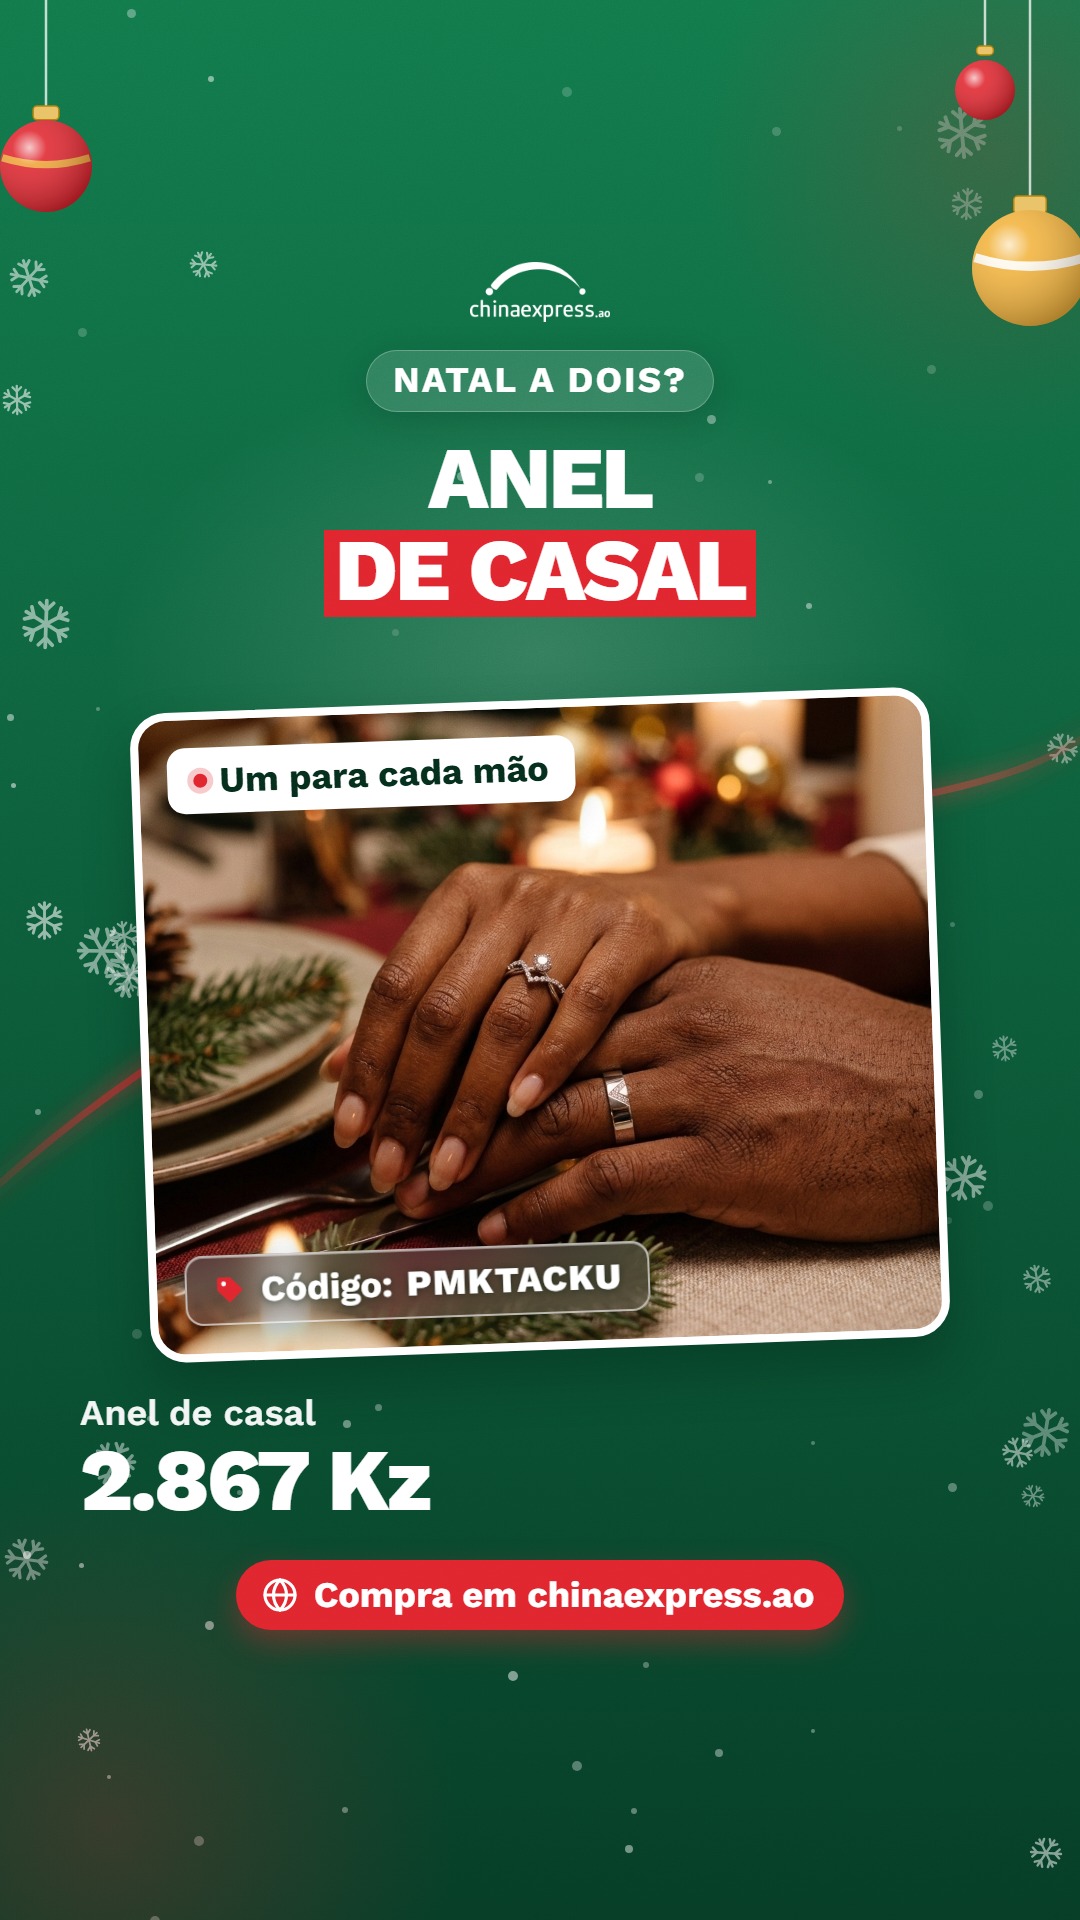 chinaexpress.ao
NATAL A DOIS?
ANEL
DE CASAL
Um para cada mão
Código: PMKTACKU
Anel de casal
2.867 Kz
Compra em chinaexpress.ao